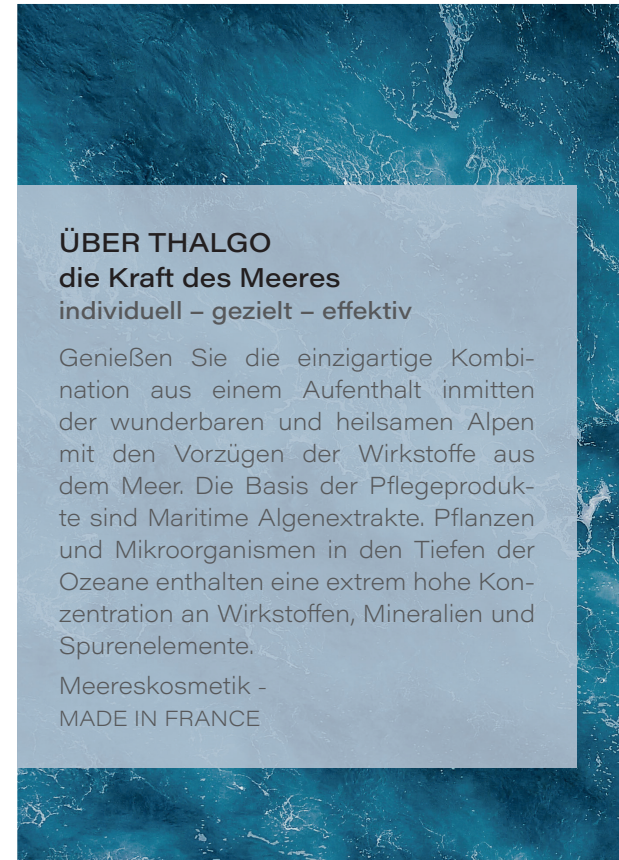 ÜBER THALGO
die Kraft des Meeres
individuell – gezielt – effektiv
Genießen Sie die einzigartige Kombi-
nation aus einem Aufenthalt inmitten
der wunderbaren und heilsamen Alpen
mit den Vorzügen der Wirkstoffe aus
dem Meer. Die Basis der Pflegeproduk-
te sind Maritime Algenextrakte. Pflanzen
und Mikroorganismen in den Tiefen der
Ozeane enthalten eine extrem hohe Kon-
zentration an Wirkstoffen, Mineralien und
Spurenelemente.
Meereskosmetik -
MADE IN FRANCE